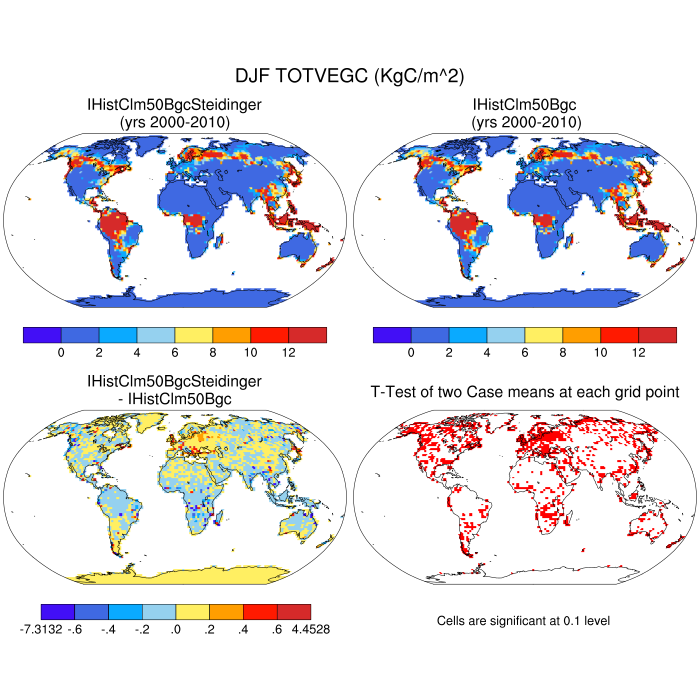 DJF TOTVEGC (KgC/m^2)
IHistClm50BgcSteidinger
(yrs 2000-2010)
IHistClm50Bgc
(yrs 2000-2010)
0 2 4 6 8 10 12
0 2 4 6 8 10 12
IHistClm50BgcSteidinger
- IHistClm50Bgc
T-Test of two Case means at each grid point
-7.3132 -.6 -.4 -.2 .0 .2 .4 .6 4.4528
Cells are significant at 0.1 level